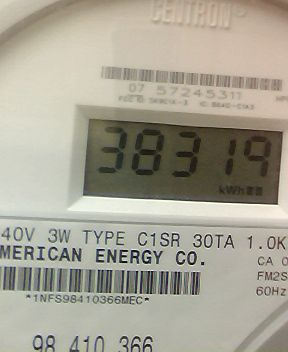 CENTRON®
07 57245311
38319
kWh
40V 3W TYPE C1SR 30TA 1.0K
MERICAN ENERGY CO.
CA 0
FM2S
60Hz
*1NFS98410366MEC*
98 410 366